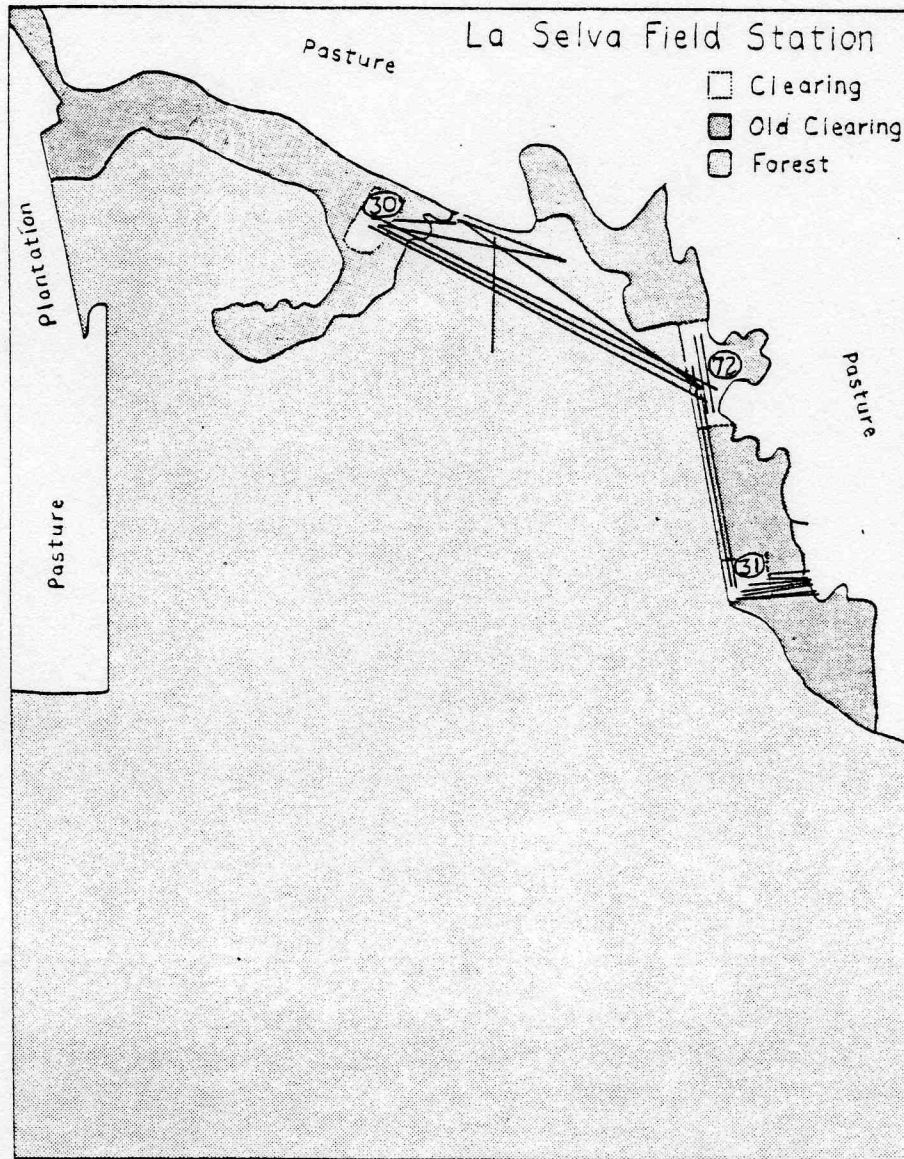 La Selva Field Station
Pasture
Clearing
Old Clearing
Forest
30
Plantation
72
Pasture
Pasture
31